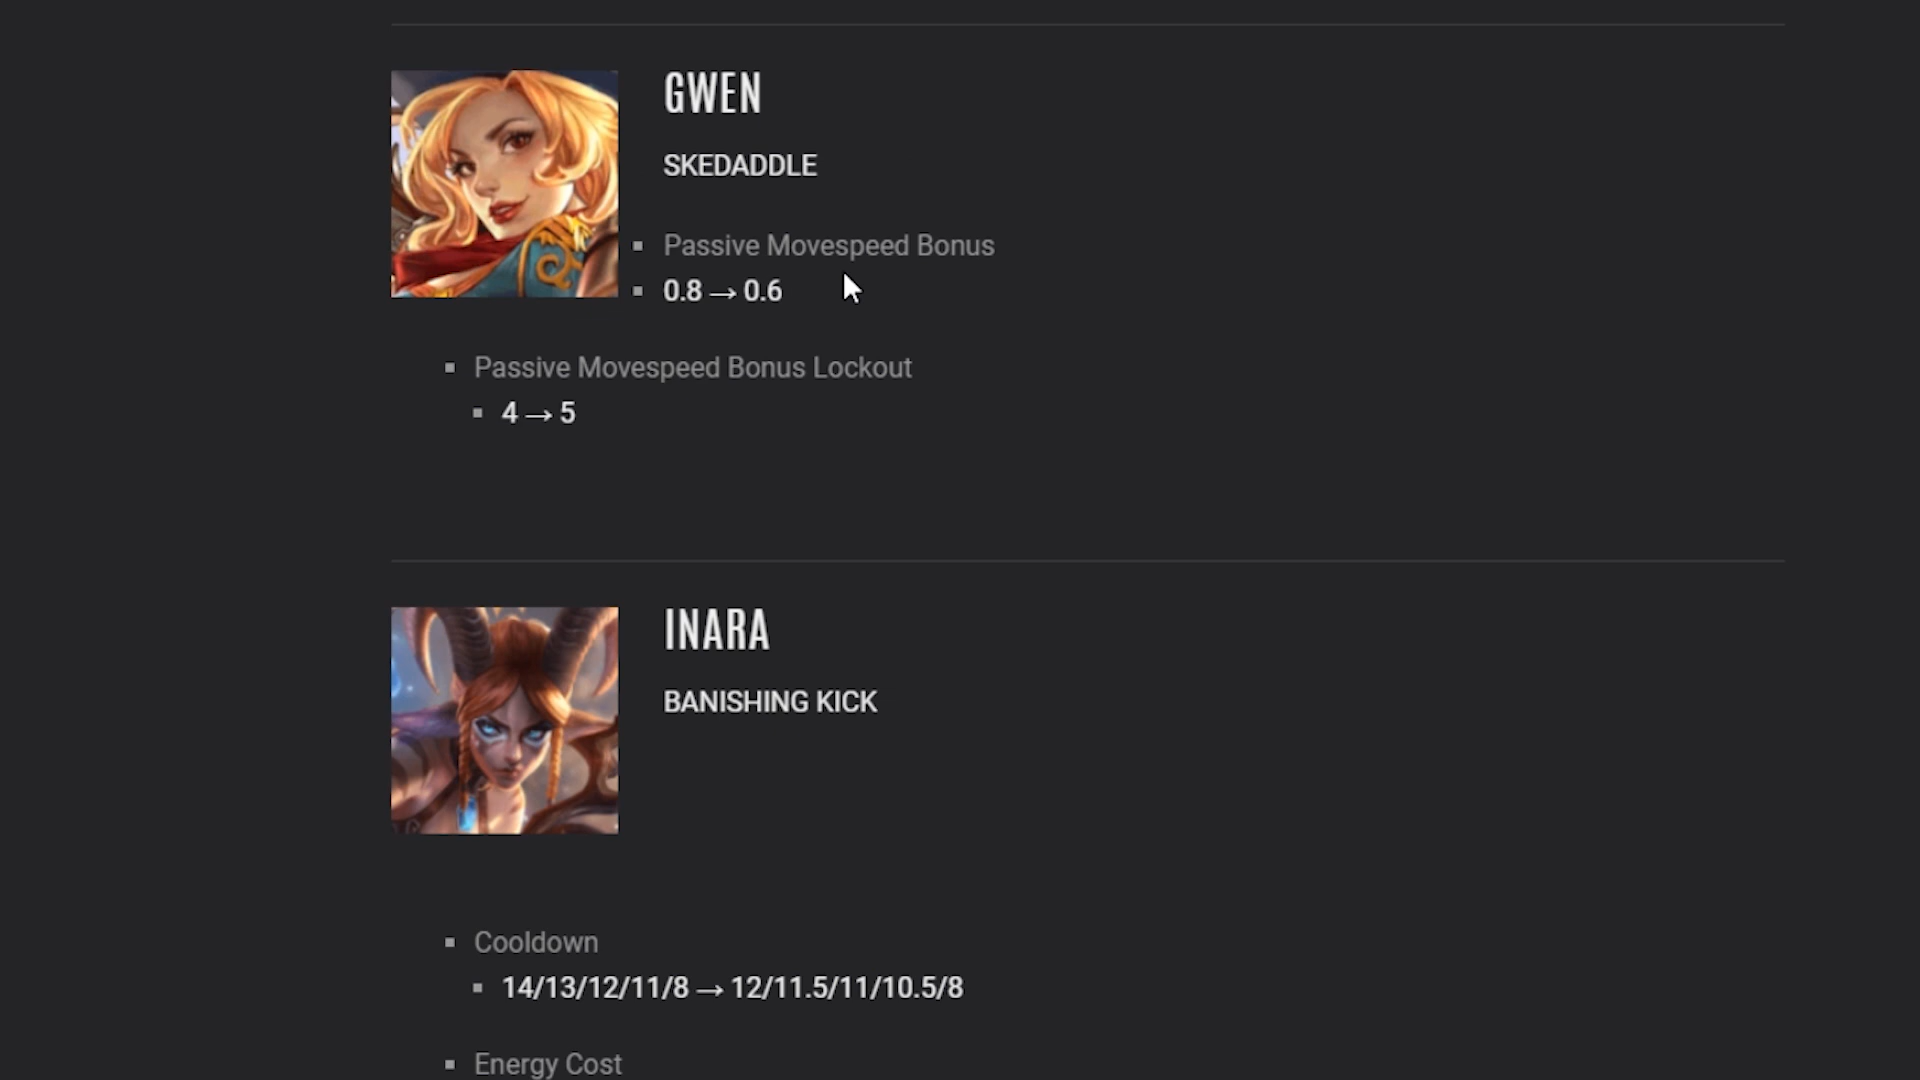 GWEN
SKEDADDLE
Passive Movespeed Bonus
0.8 → 0.6
Passive Movespeed Bonus Lockout
4 → 5
INARA
BANISHING KICK
Cooldown
14/13/12/11/8 → 12/11.5/11/10.5/8
Energy Cost